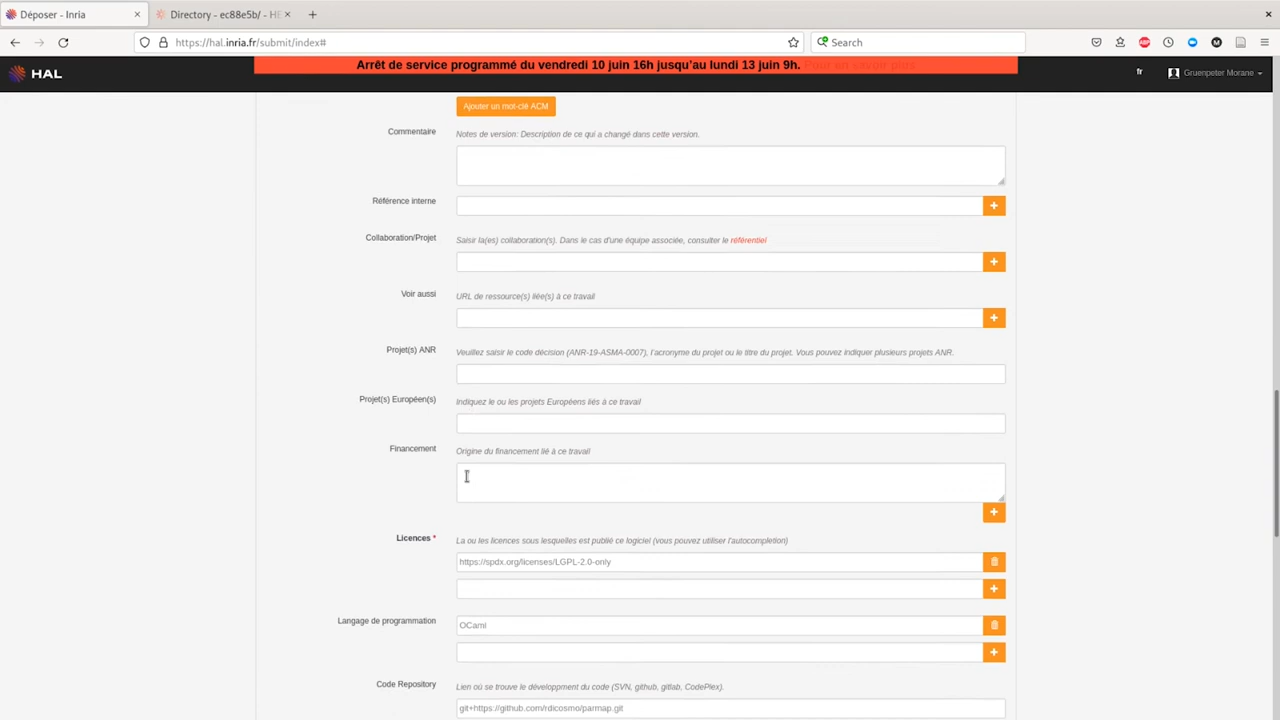 Déposer - Inria
Directory - ec88e5b/ - HE
https://hal.inria.fr/submit/index#
Search
HAL
Arrêt de service programmé du vendredi 10 juin 16h jusqu'au lundi 13 juin 9h. Pour en savoir plus
fr
Gruenpeter Morane
Ajouter un mot-clé ACM
Commentaire
Notes de version: Description de ce qui a changé dans cette version.
Référence interne
Collaboration/Projet
Saisir la(es) collaboration(s). Dans le cas d'une équipe associée, consulter le référentiel
Voir aussi
URL de ressource(s) liée(s) à ce travail
Projet(s) ANR
Veuillez saisir le code décision (ANR-19-ASMA-0007), l'acronyme du projet ou le titre du projet. Vous pouvez indiquer plusieurs projets ANR.
Projet(s) Européen(s)
Indiquez le ou les projets Européens liés à ce travail
Financement
Origine du financement lié à ce travail
Licences *
La ou les licences sous lesquelles est publié ce logiciel (vous pouvez utiliser l'autocompletion)
https://spdx.org/licenses/LGPL-2.0-only
Langage de programmation
OCaml
Code Repository
Lien où se trouve le développment du code (SVN, github, gitlab, CodePlex).
git+https://github.com/rdicosmo/parmap.git